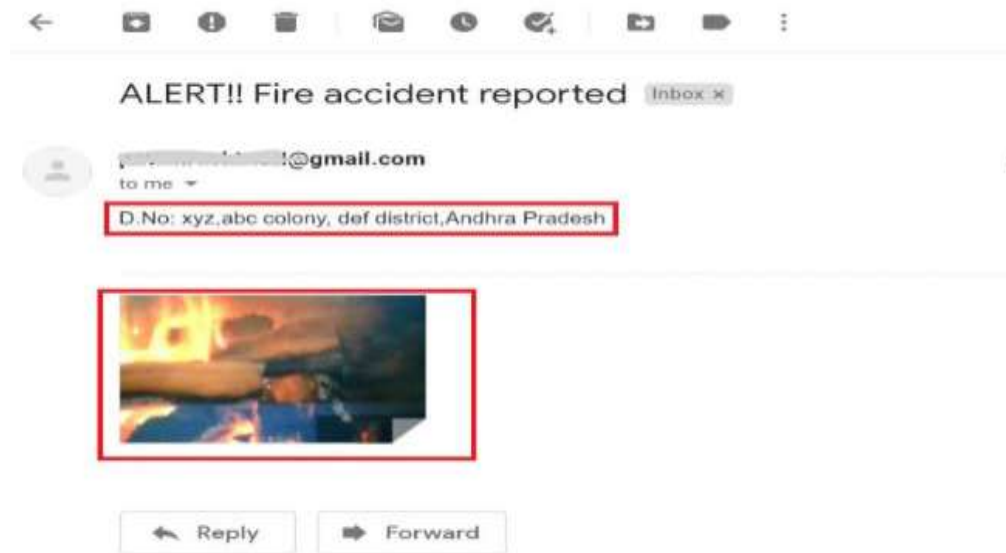 ALERT!! Fire accident reported Inbox x
@gmail.com
to me
D.No: xyz,abc colony, def district,Andhra Pradesh
Reply Forward